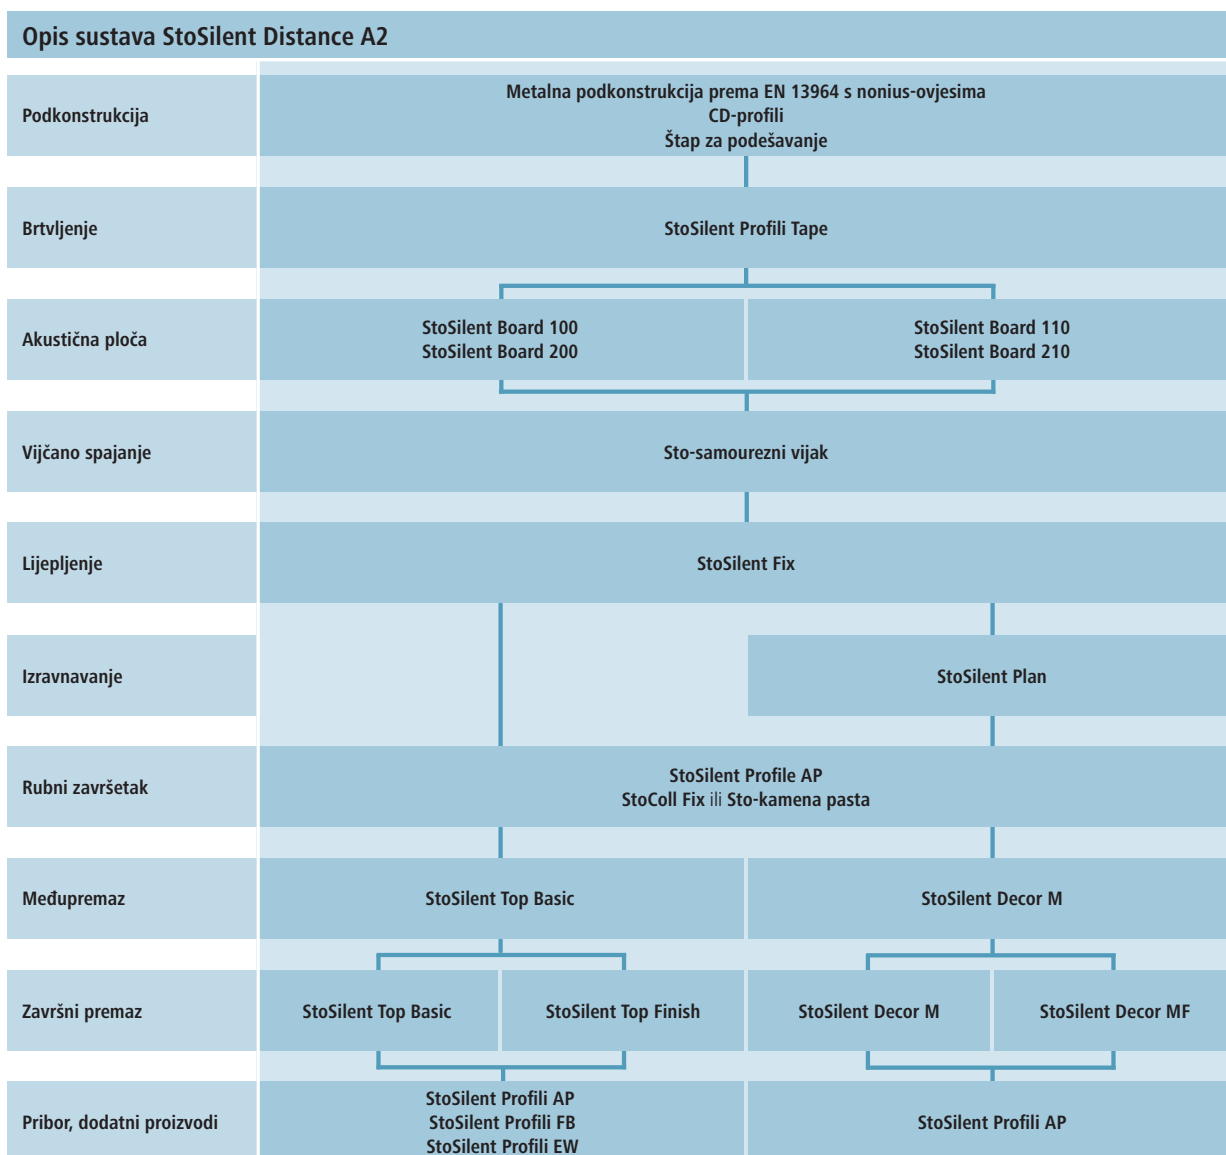 Opis sustava StoSilent Distance A2
Podkonstrukcija
Metalna podkonstrukcija prema EN 13964 s nonius-ovjesima
CD-profili
Štap za podešavanje
Brtvljenje
StoSilent Profili Tape
Akustična ploča
StoSilent Board 100
StoSilent Board 200
StoSilent Board 110
StoSilent Board 210
Vijčano spajanje
Sto-samourezni vijak
Lijepljenje
StoSilent Fix
Izravnavanje
StoSilent Plan
Rubni završetak
StoSilent Profile AP
StoColl Fix ili Sto-kamena pasta
Međupremaz
StoSilent Top Basic
StoSilent Decor M
Završni premaz
StoSilent Top Basic
StoSilent Top Finish
StoSilent Decor M
StoSilent Decor MF
Pribor, dodatni proizvodi
StoSilent Profili AP
StoSilent Profili FB
StoSilent Profili EW
StoSilent Profili AP